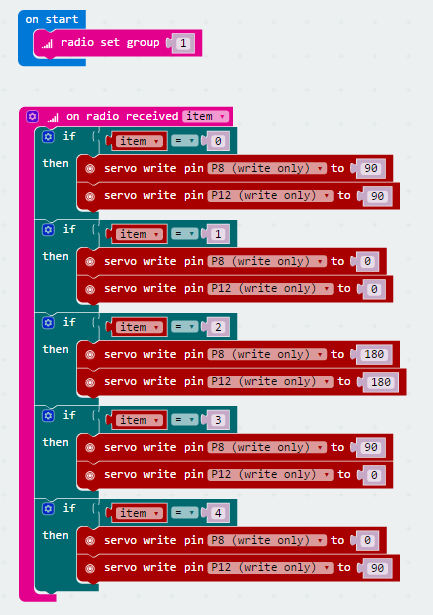 on start
radio set group 1
on radio received item
if item = 0
then servo write pin P8 (write only) to 90
servo write pin P12 (write only) to 90
if item = 1
then servo write pin P8 (write only) to 0
servo write pin P12 (write only) to 0
if item = 2
then servo write pin P8 (write only) to 180
servo write pin P12 (write only) to 180
if item = 3
then servo write pin P8 (write only) to 90
servo write pin P12 (write only) to 0
if item = 4
then servo write pin P8 (write only) to 0
servo write pin P12 (write only) to 90